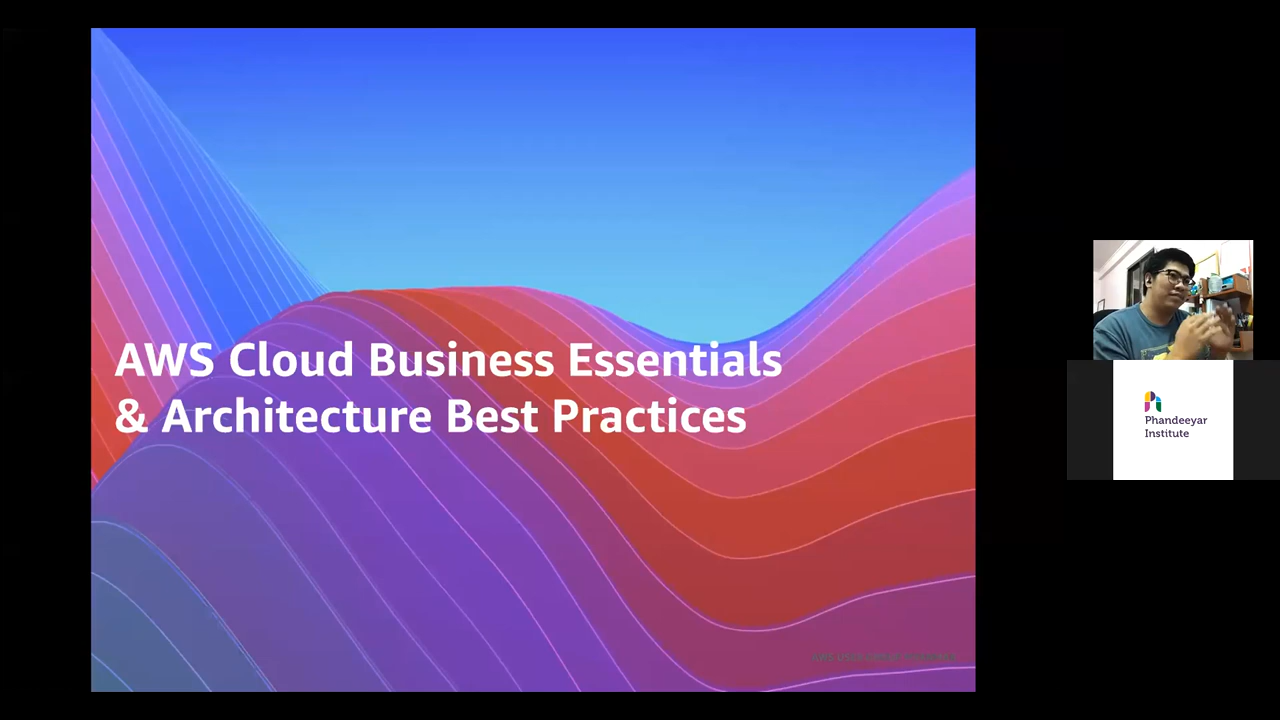 AWS Cloud Business Essentials
& Architecture Best Practices
Phandeeyar
Institute